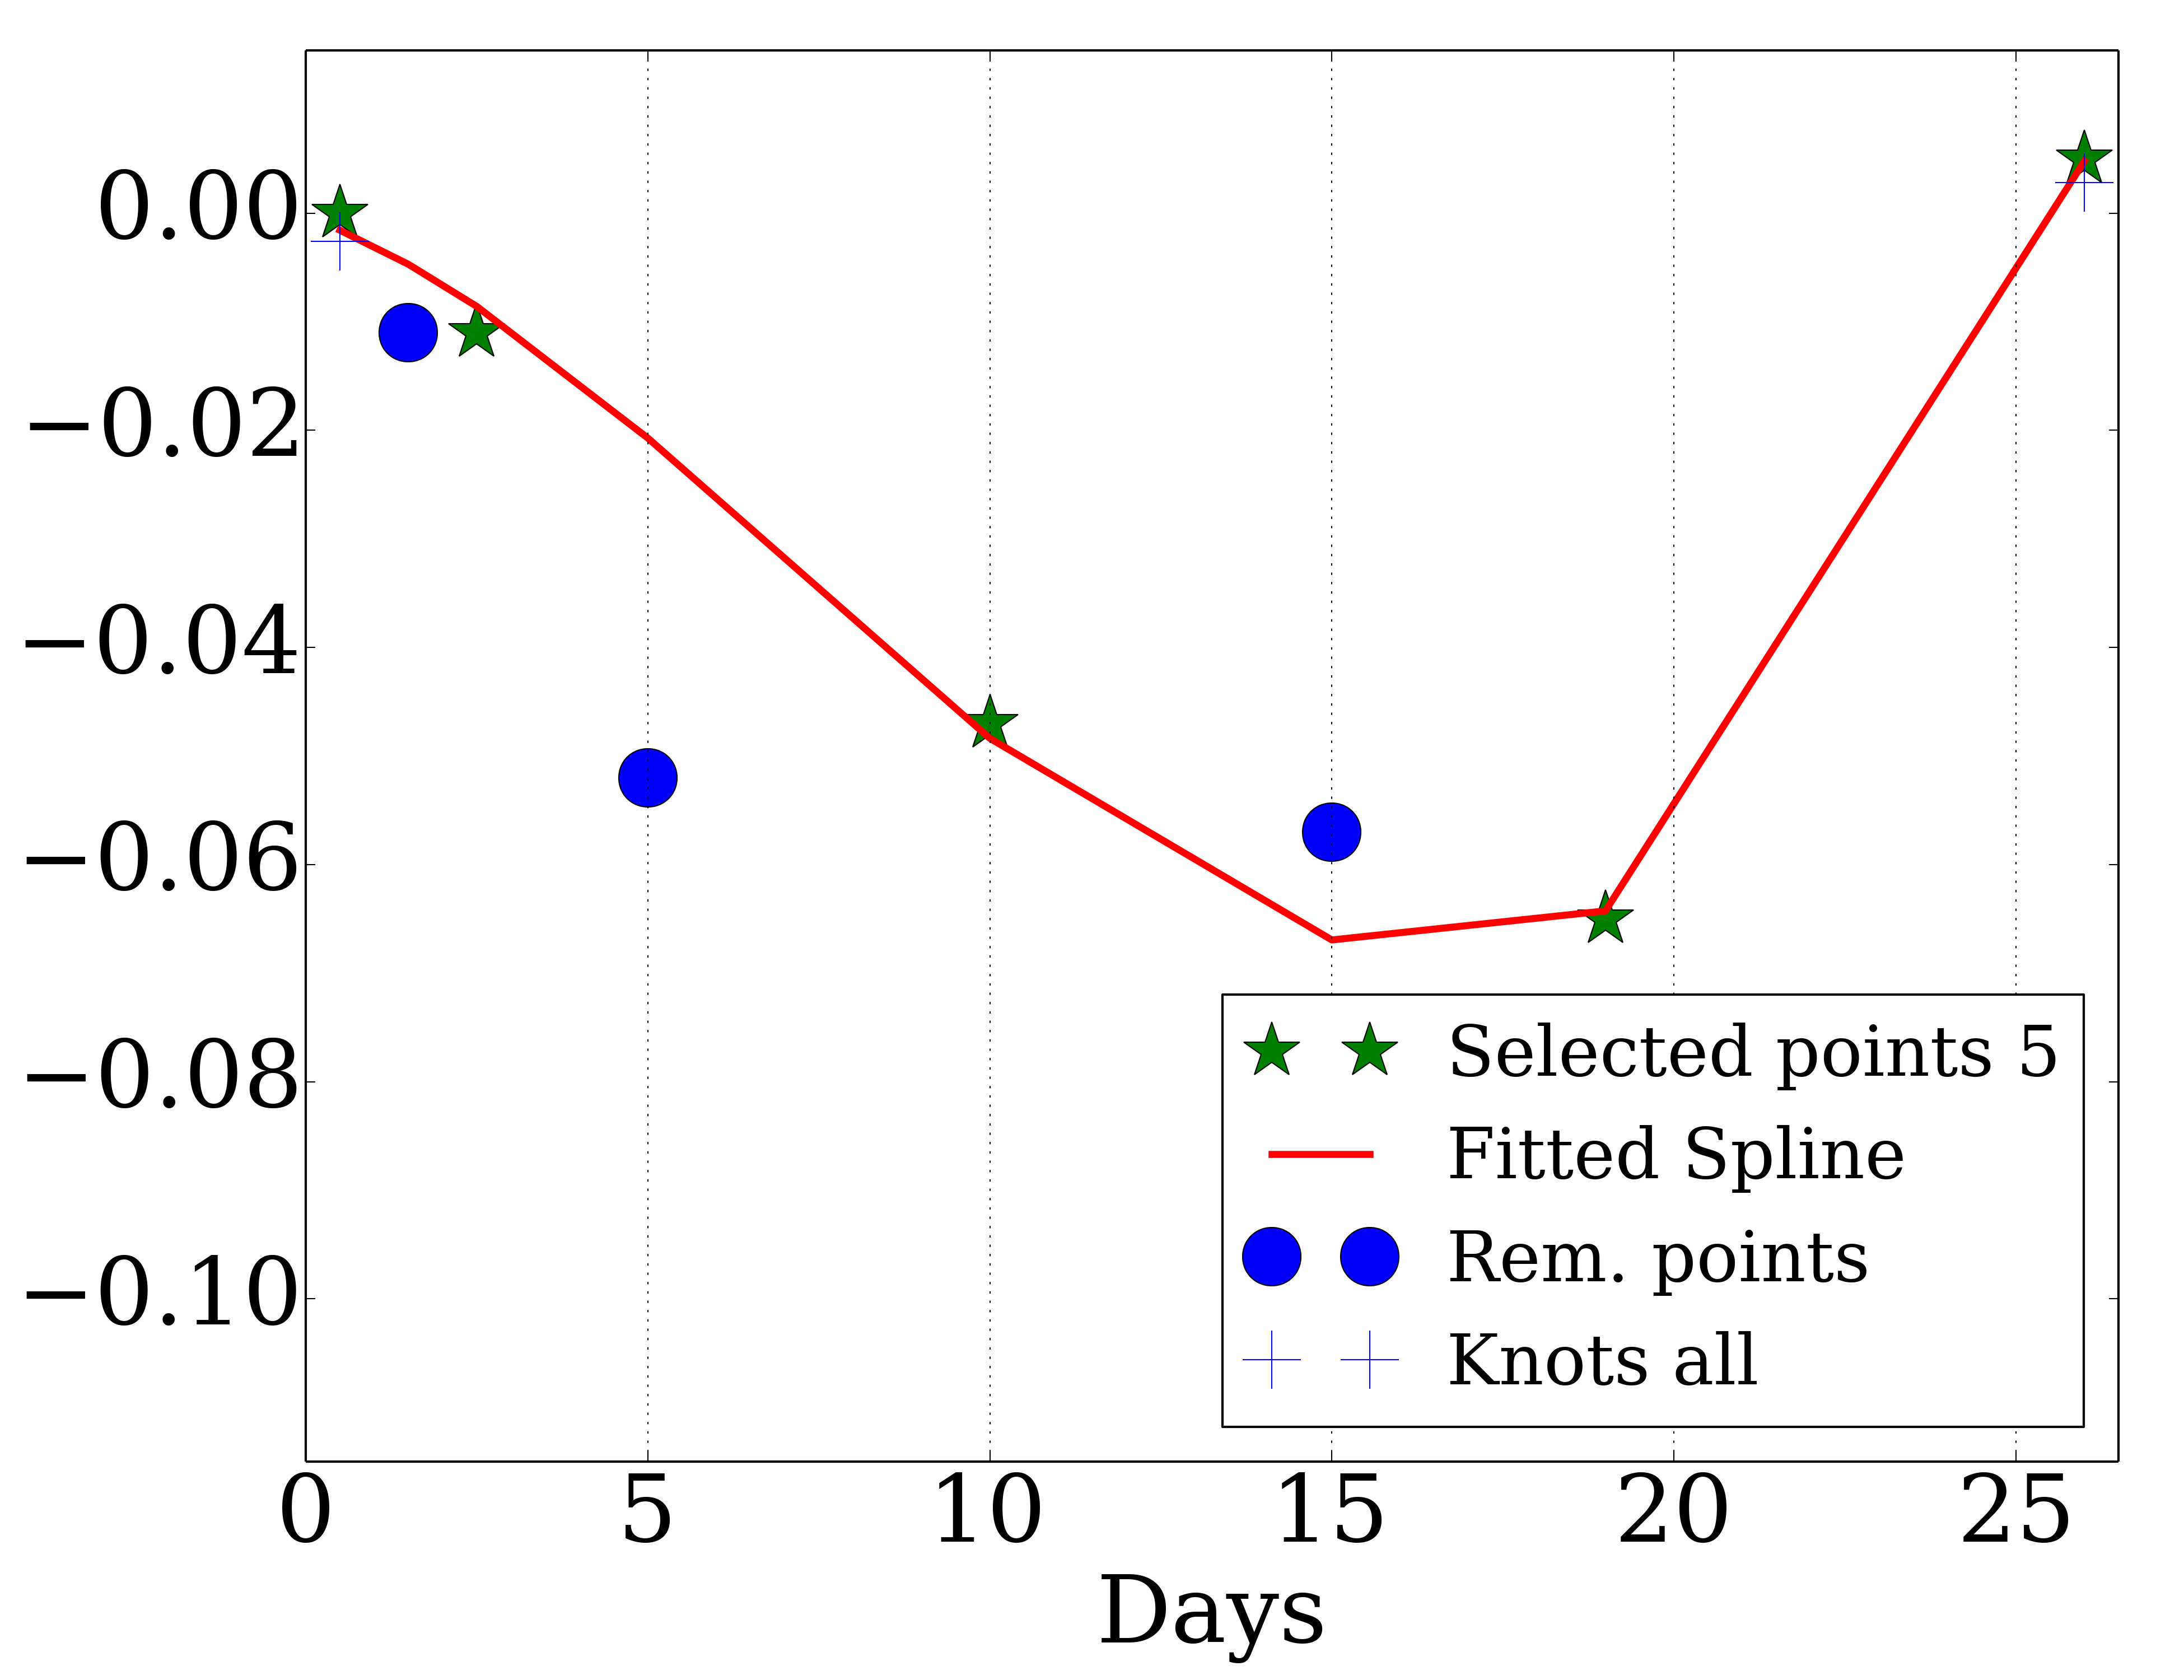 0.00
−0.02
−0.04
−0.06
−0.08
−0.10
Selected points 5
Fitted Spline
Rem. points
Knots all
0 5 10 15 20 25
Days